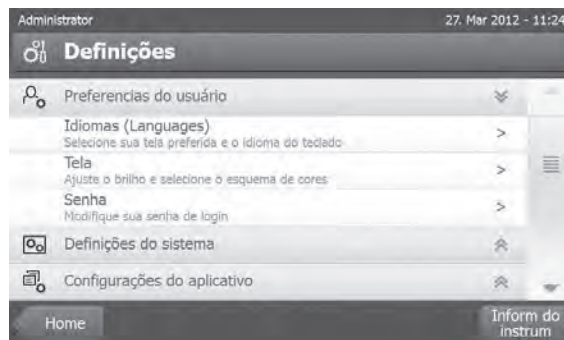 Administrator
27. Mar 2012 - 11:24
Definições
Preferencias do usuário
Idiomas (Languages)
Selecione sua tela preferida e o idioma do teclado
Tela
Ajuste o brilho e selecione o esquema de cores
Senha
Modifique sua senha de login
Definições do sistema
Configurações do aplicativo
Home
Inform do
instrum